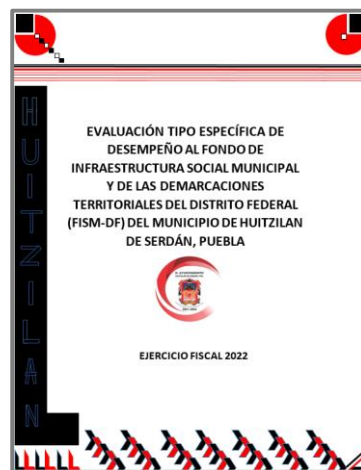 HUITZILAN
EVALUACIÓN TIPO ESPECÍFICA DE
DESEMPEÑO AL FONDO DE
INFRAESTRUCTURA SOCIAL MUNICIPAL
Y DE LAS DEMARCACIONES
TERRITORIALES DEL DISTRITO FEDERAL
(FISM-DF) DEL MUNICIPIO DE HUITZILAN
DE SERDÁN, PUEBLA
EJERCICIO FISCAL 2022